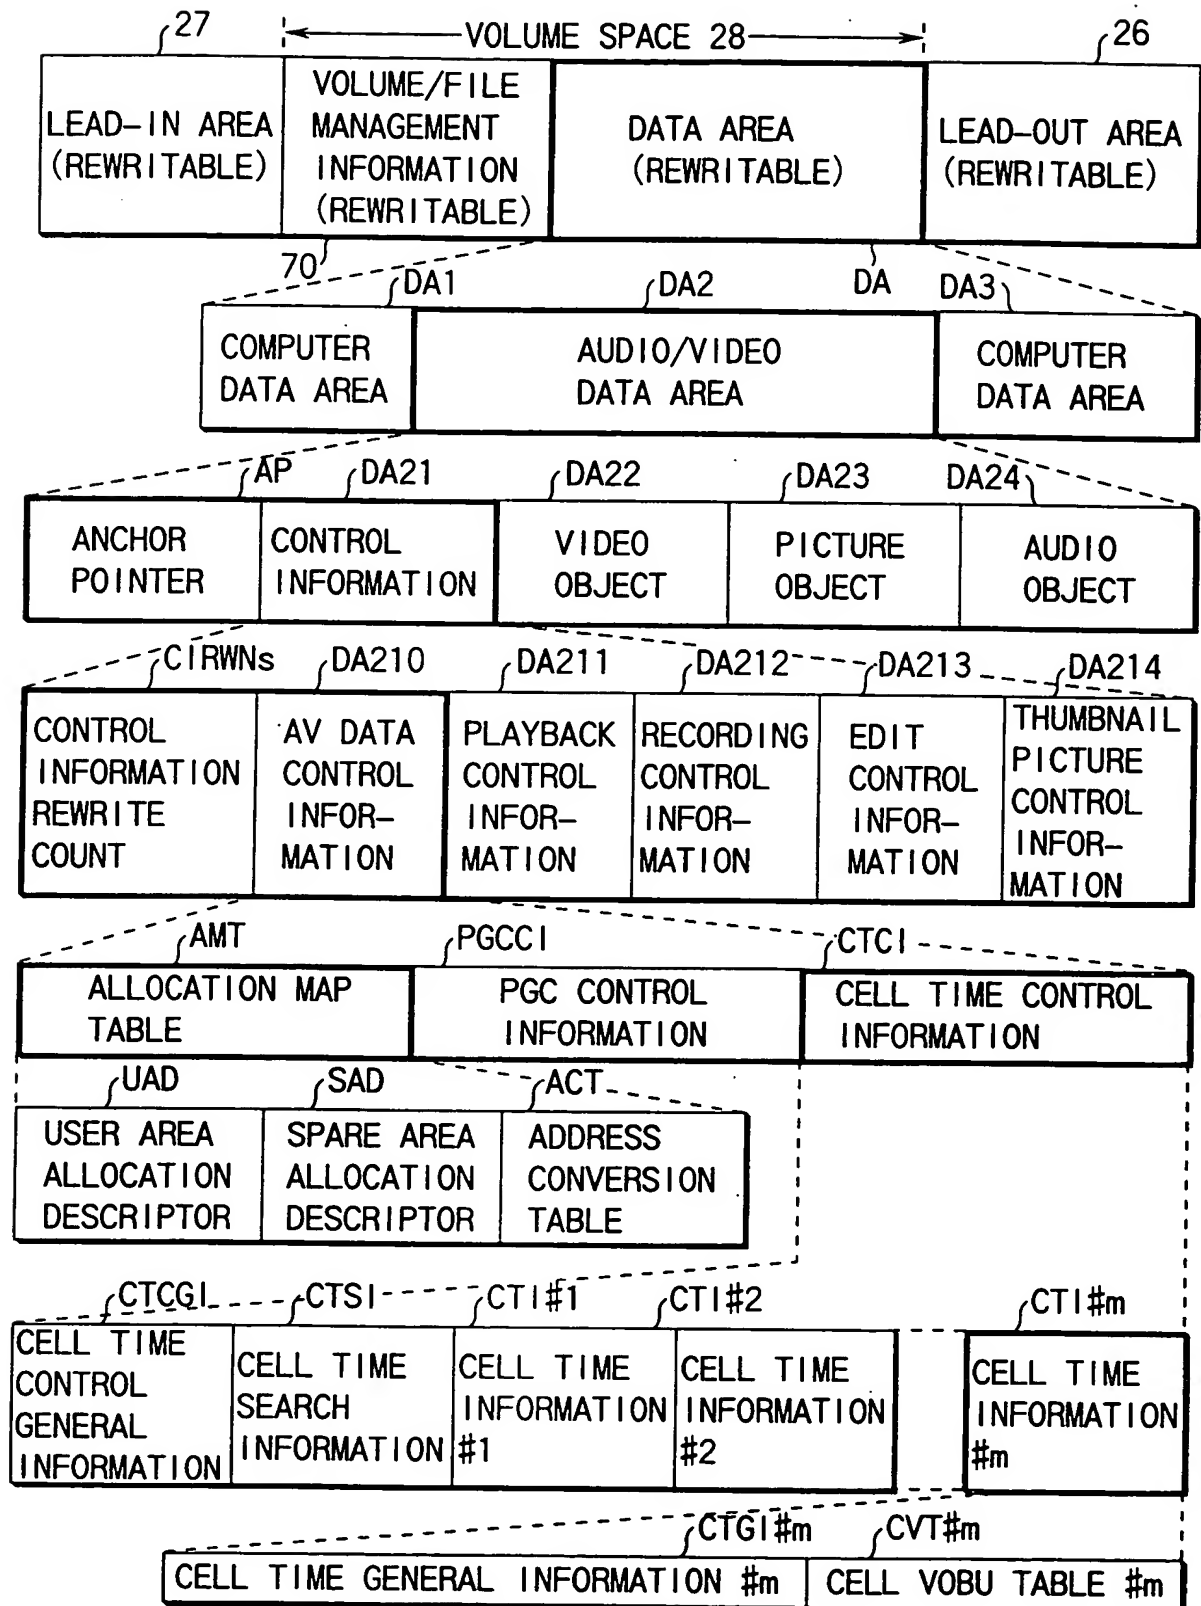 27
VOLUME SPACE 28
26
LEAD-IN AREA
(REWRITABLE)
VOLUME/FILE
MANAGEMENT
INFORMATION
(REWRITABLE)
DATA AREA
(REWRITABLE)
LEAD-OUT AREA
(REWRITABLE)
70
DA
DA1
DA2
DA3
COMPUTER
DATA AREA
AUDIO/VIDEO
DATA AREA
COMPUTER
DATA AREA
AP
DA21
DA22
DA23
DA24
ANCHOR
POINTER
CONTROL
INFORMATION
VIDEO
OBJECT
PICTURE
OBJECT
AUDIO
OBJECT
CIRWNs
DA210
DA211
DA212
DA213
DA214
CONTROL
INFORMATION
REWRITE
COUNT
AV DATA
CONTROL
INFOR-
MATION
PLAYBACK
CONTROL
INFOR-
MATION
RECORDING
CONTROL
INFOR-
MATION
EDIT
CONTROL
INFOR-
MATION
THUMBNAIL
PICTURE
CONTROL
INFOR-
MATION
AMT
PGCCI
CTCI
ALLOCATION MAP
TABLE
PGC CONTROL
INFORMATION
CELL TIME CONTROL
INFORMATION
UAD
SAD
ACT
USER AREA
ALLOCATION
DESCRIPTOR
SPARE AREA
ALLOCATION
DESCRIPTOR
ADDRESS
CONVERSION
TABLE
CTCGI
CTSI
CTI#1
CTI#2
CTI#m
CELL TIME
CONTROL
GENERAL
INFORMATION
CELL TIME
SEARCH
INFORMATION
CELL TIME
INFORMATION
#1
CELL TIME
INFORMATION
#2
CELL TIME
INFORMATION
#m
CTGI#m
CVT#m
CELL TIME GENERAL INFORMATION #m
CELL VOBU TABLE #m